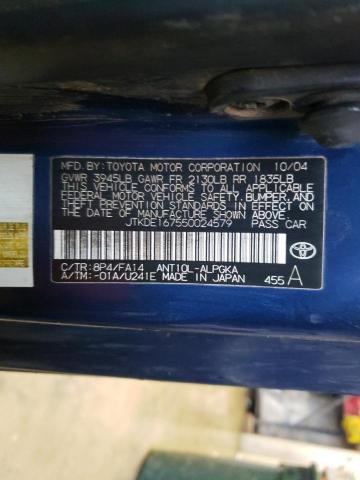 MFD. BY: TOYOTA MOTOR CORPORATION 10/04
GVWR 3945LB GAWR FR 2130LB RR 1835LB
THIS VEHICLE CONFORMS TO ALL APPLICABLE
FEDERAL MOTOR VEHICLE SAFETY, BUMPER, AND
THEFT PREVENTION STANDARDS IN EFFECT ON
THE DATE OF MANUFACTURE SHOWN ABOVE.
JTKDE167550024579 PASS CAR
C/TR: 8P4/FA14 ANT10L-ALPGKA
A/TM: -01A/U241E MADE IN JAPAN
455 A